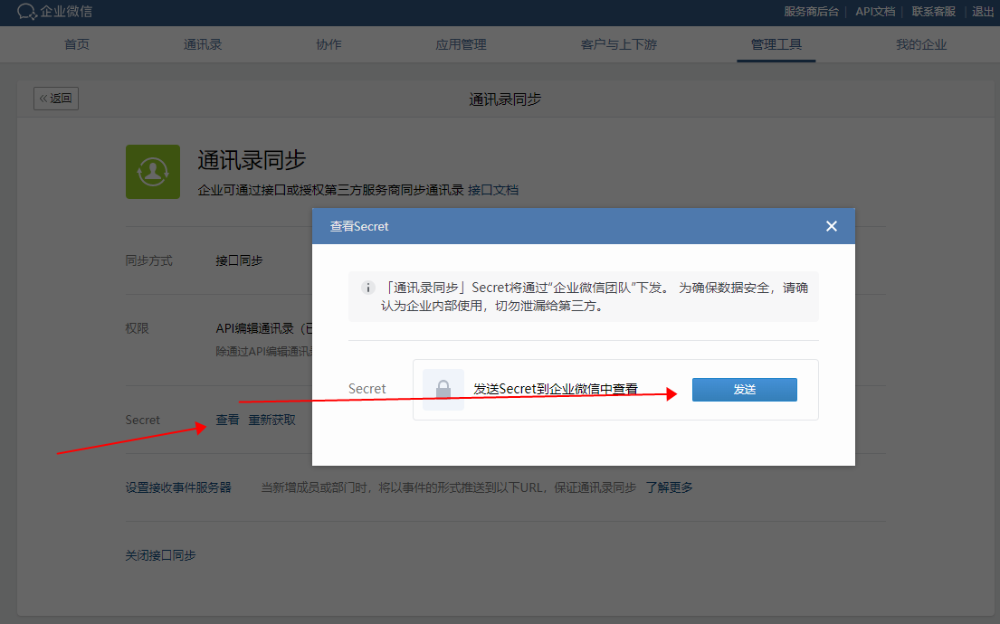 企业微信
服务商后台 | API文档 | 联系客服 | 退出
首页 通讯录 协作 应用管理 客户与上下游 管理工具 我的企业
« 返回
通讯录同步
通讯录同步
企业可通过接口或授权第三方服务商同步通讯录 接口文档
查看Secret
同步方式 接口同步
「通讯录同步」Secret将通过“企业微信团队”下发。 为确保数据安全，请确
认为企业内部使用，切勿泄漏给第三方。
权限 API编辑通讯录（已
除通过API编辑通讯录
Secret 发送Secret到企业微信中查看 发送
Secret 查看 重新获取
设置接收事件服务器 当新增成员或部门时，将以事件的形式推送到以下URL，保证通讯录同步 了解更多
关闭接口同步